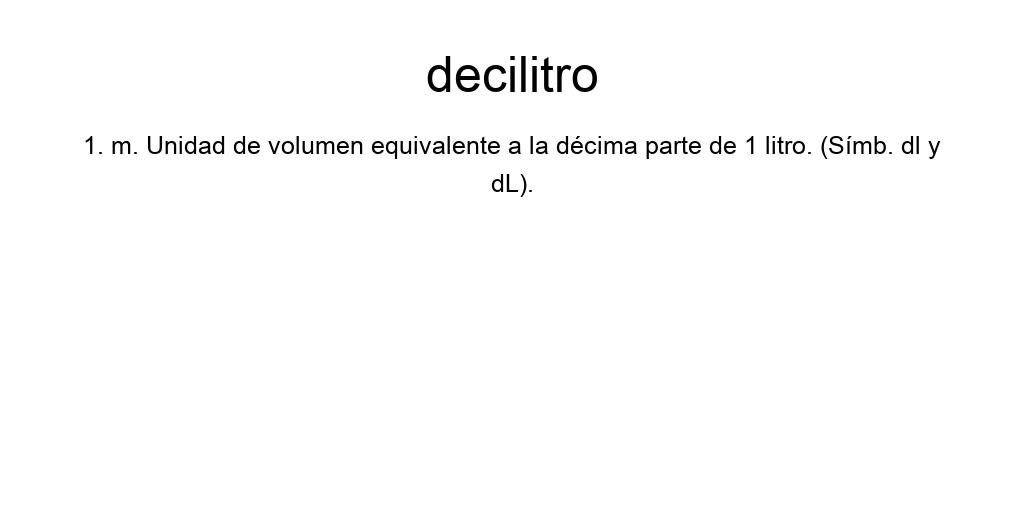 decilitro
1. m. Unidad de volumen equivalente a la décima parte de 1 litro. (Símb. dl y
dL).